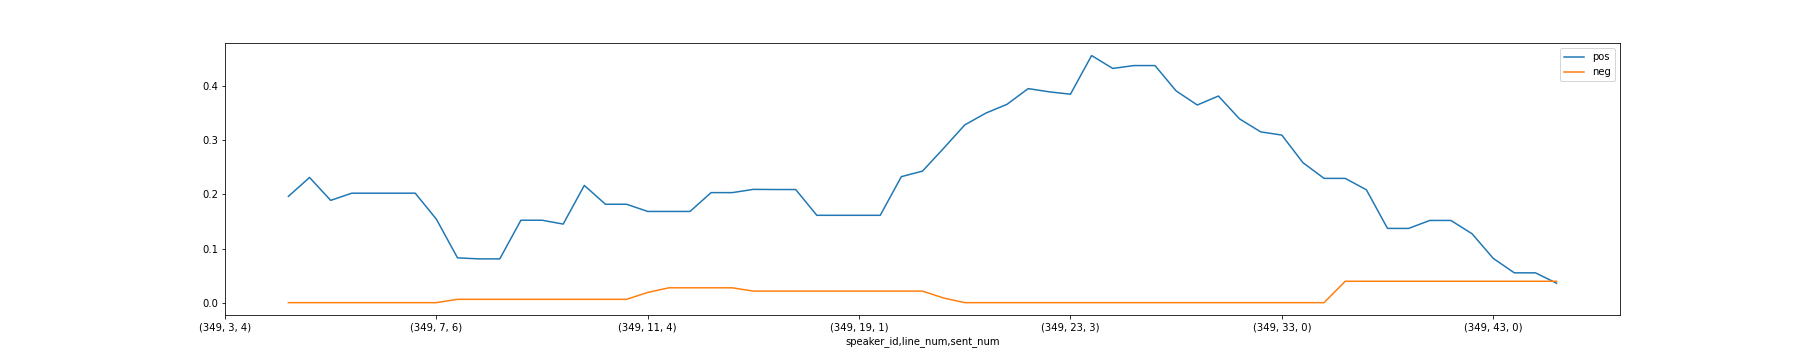 pos
neg
0.4
0.3
0.2
0.1
0.0
(349, 3, 4) (349, 7, 6) (349, 11, 4) (349, 19, 1) (349, 23, 3) (349, 33, 0) (349, 43, 0)
speaker_id,line_num,sent_num